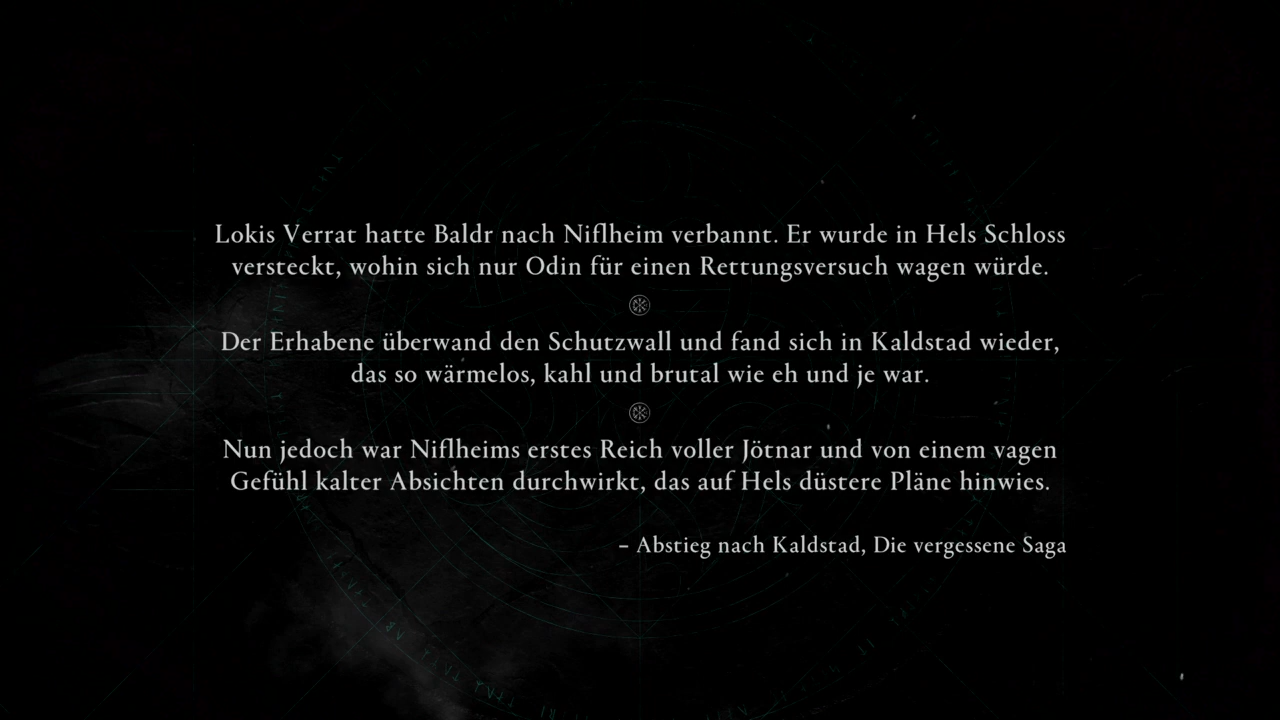 Lokis Verrat hatte Baldr nach Niflheim verbannt. Er wurde in Hels Schloss
versteckt, wohin sich nur Odin für einen Rettungsversuch wagen würde.
Der Erhabene überwand den Schutzwall und fand sich in Kaldstad wieder,
das so wärmelos, kahl und brutal wie eh und je war.
Nun jedoch war Niflheims erstes Reich voller Jötnar und von einem vagen
Gefühl kalter Absichten durchwirkt, das auf Hels düstere Pläne hinwies.
– Abstieg nach Kaldstad, Die vergessene Saga